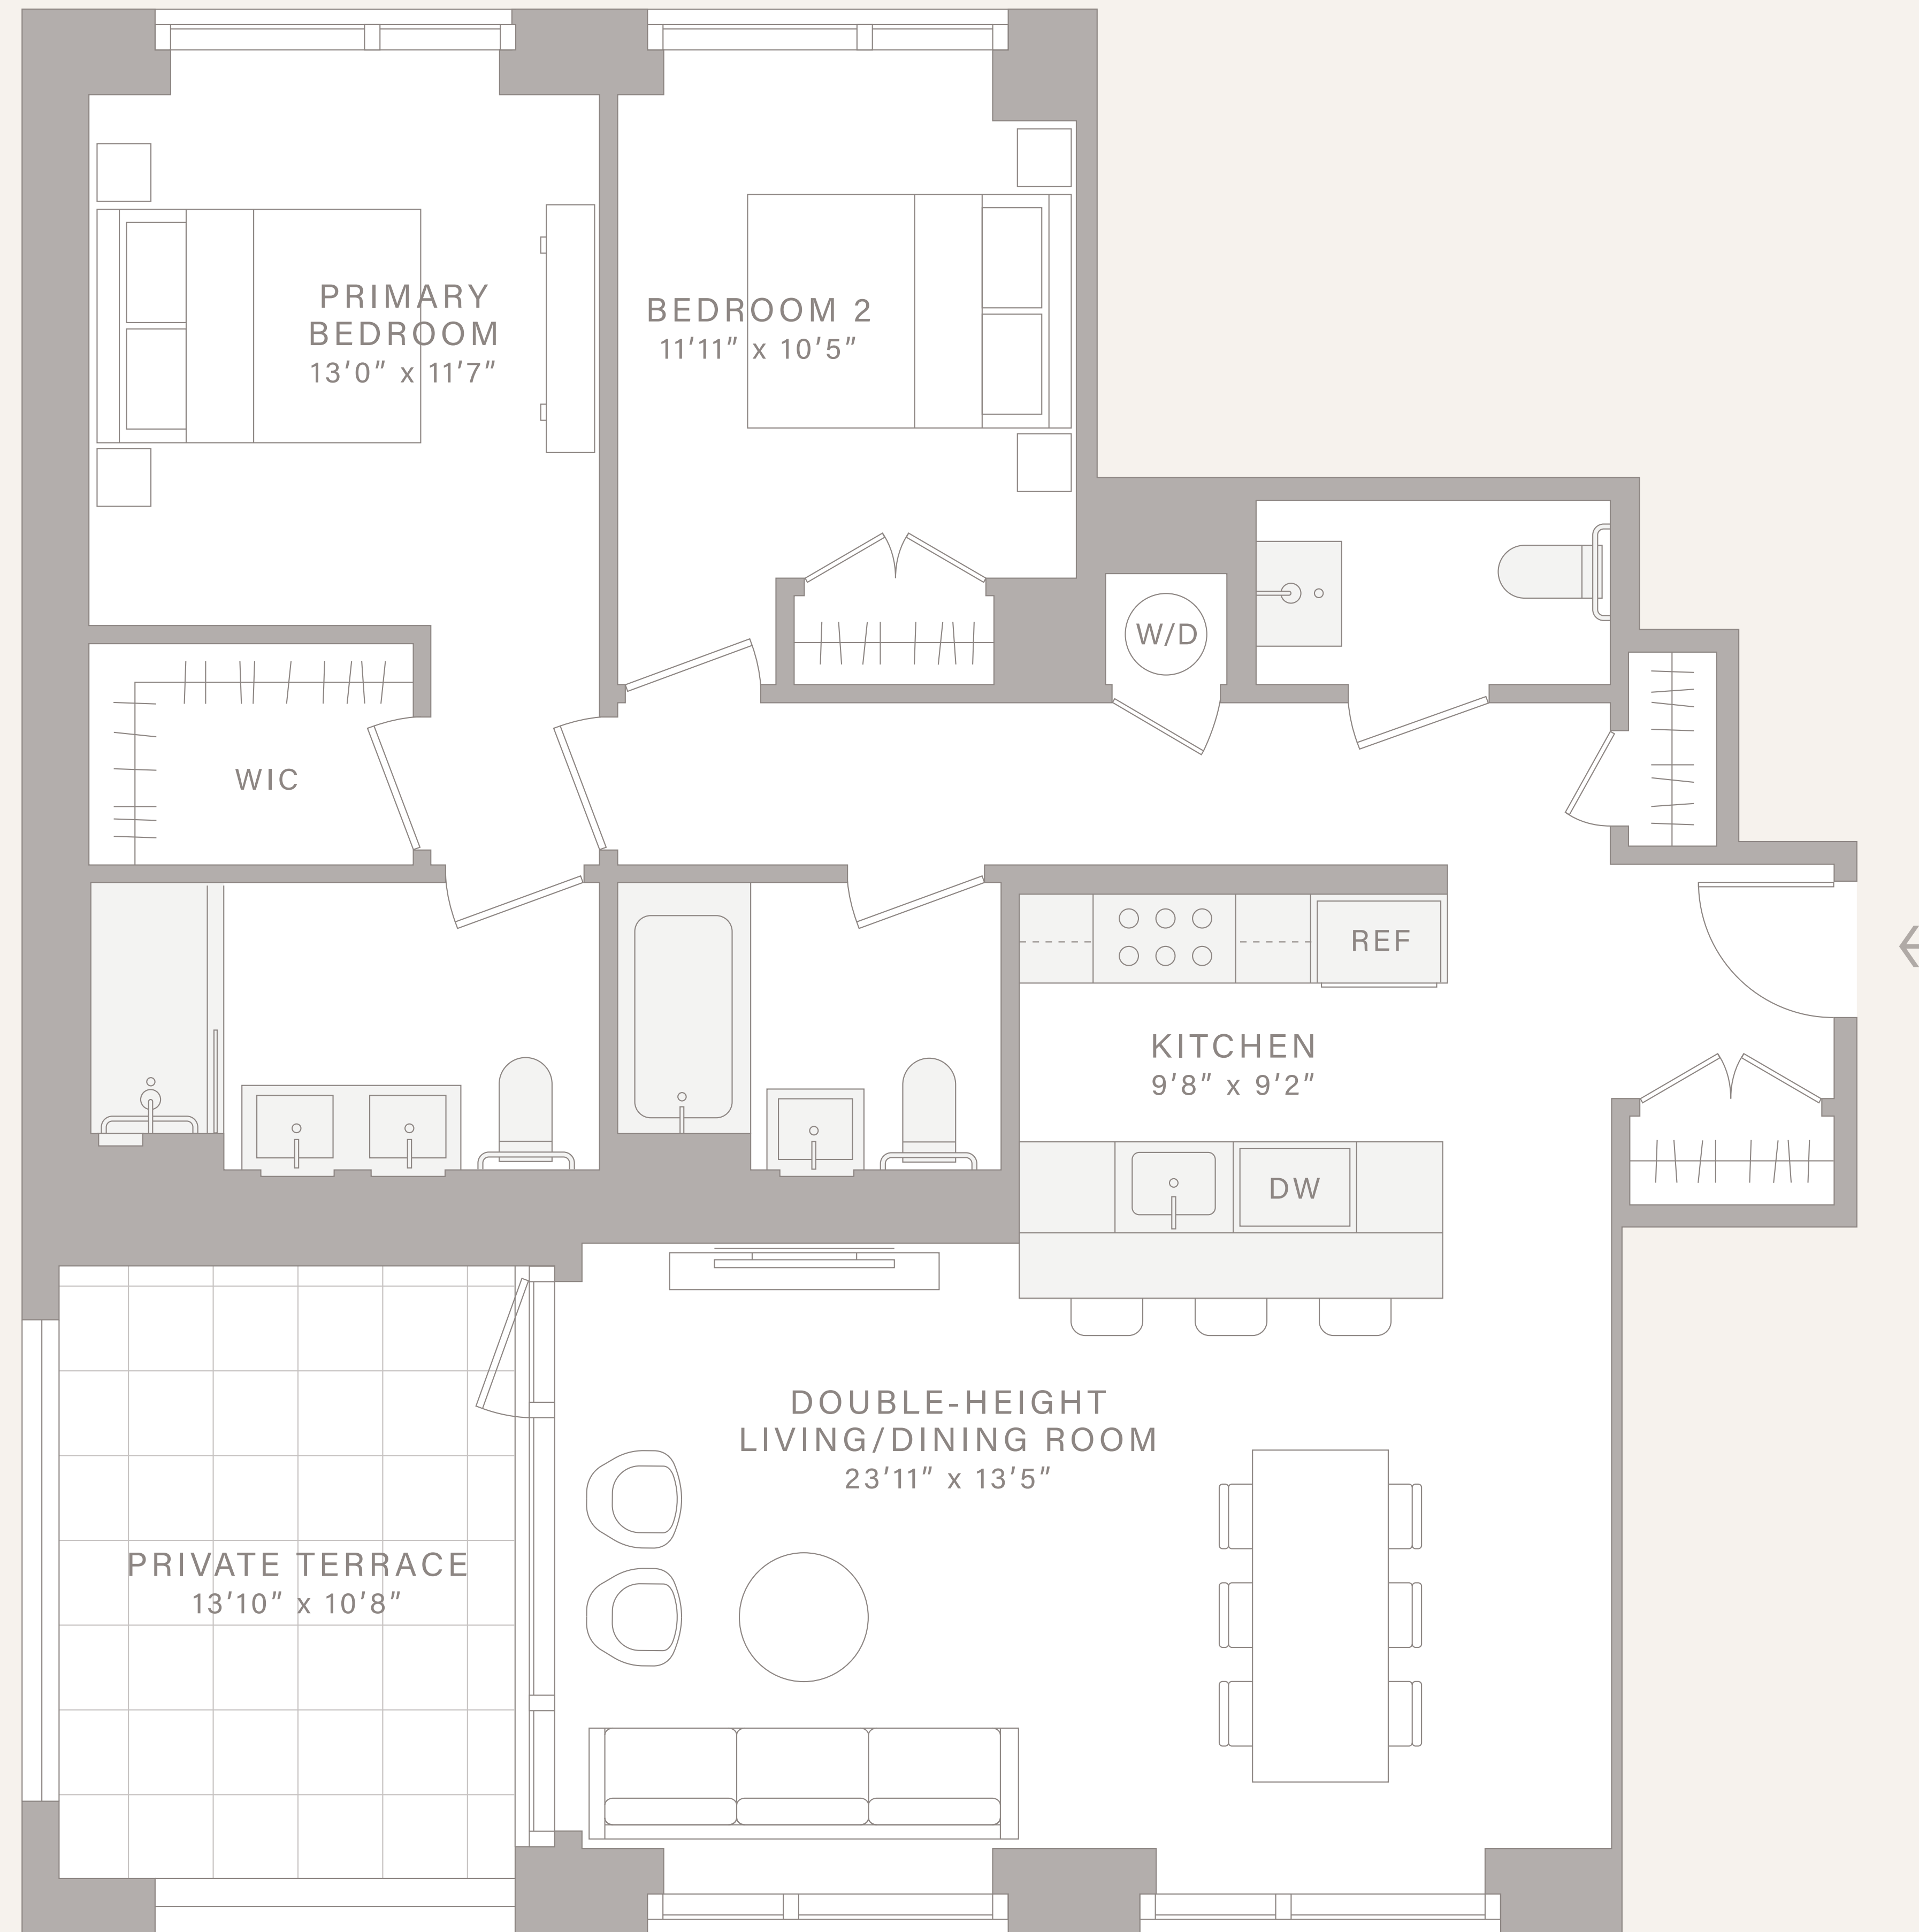 PRIMARY
BEDROOM
13’0” x 11’7”
BEDROOM 2
11’11” x 10’5”
W/D
WIC
REF
KITCHEN
9’8” x 9’2”
DW
DOUBLE-HEIGHT
LIVING/DINING ROOM
23’11” x 13’5”
PRIVATE TERRACE
13’10” x 10’8”